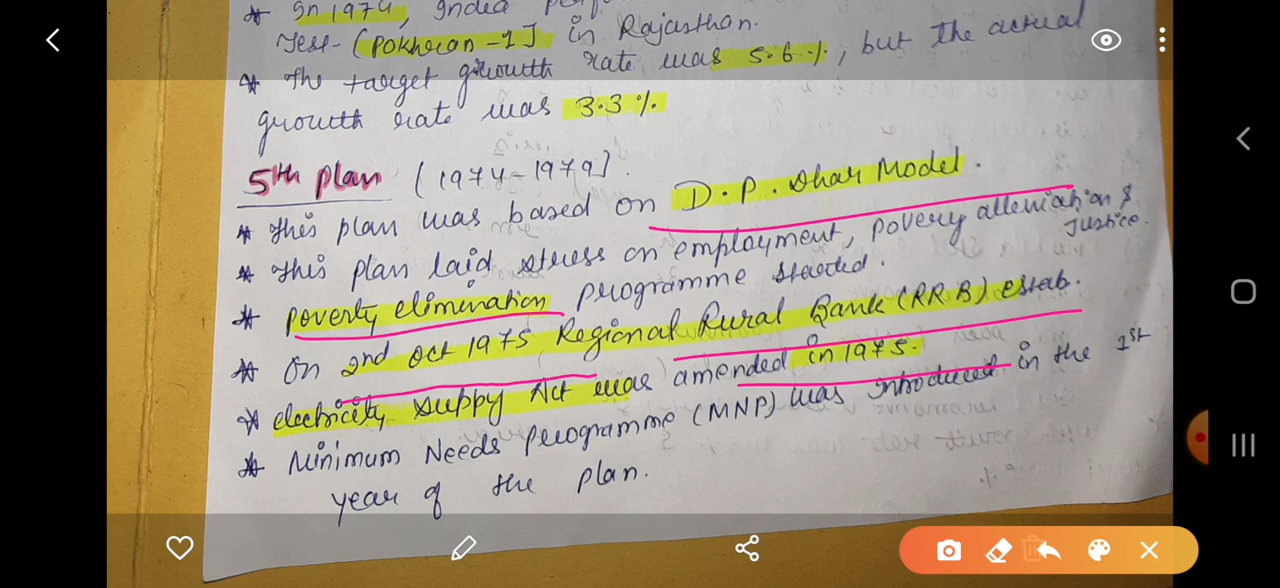 * In 1974, India
Test- (Pokhran-1] in Rajasthan.
* The target growth rate was 5.6%, but the actual
growth rate was 3.3%.
5th plan (1974-1979].
* This plan was based on D.P. Dhar Model.
* This plan laid stress on employment, povery alleviation &
Justice.
* poverty elimination programme started.
* On 2nd Oct 1975 Regional Rural Bank (RRB) estab.
* electricity suppy Act was amended in 1975.
* Minimum Needs Programme (MNP) was introduced in the 1st
year of the plan.